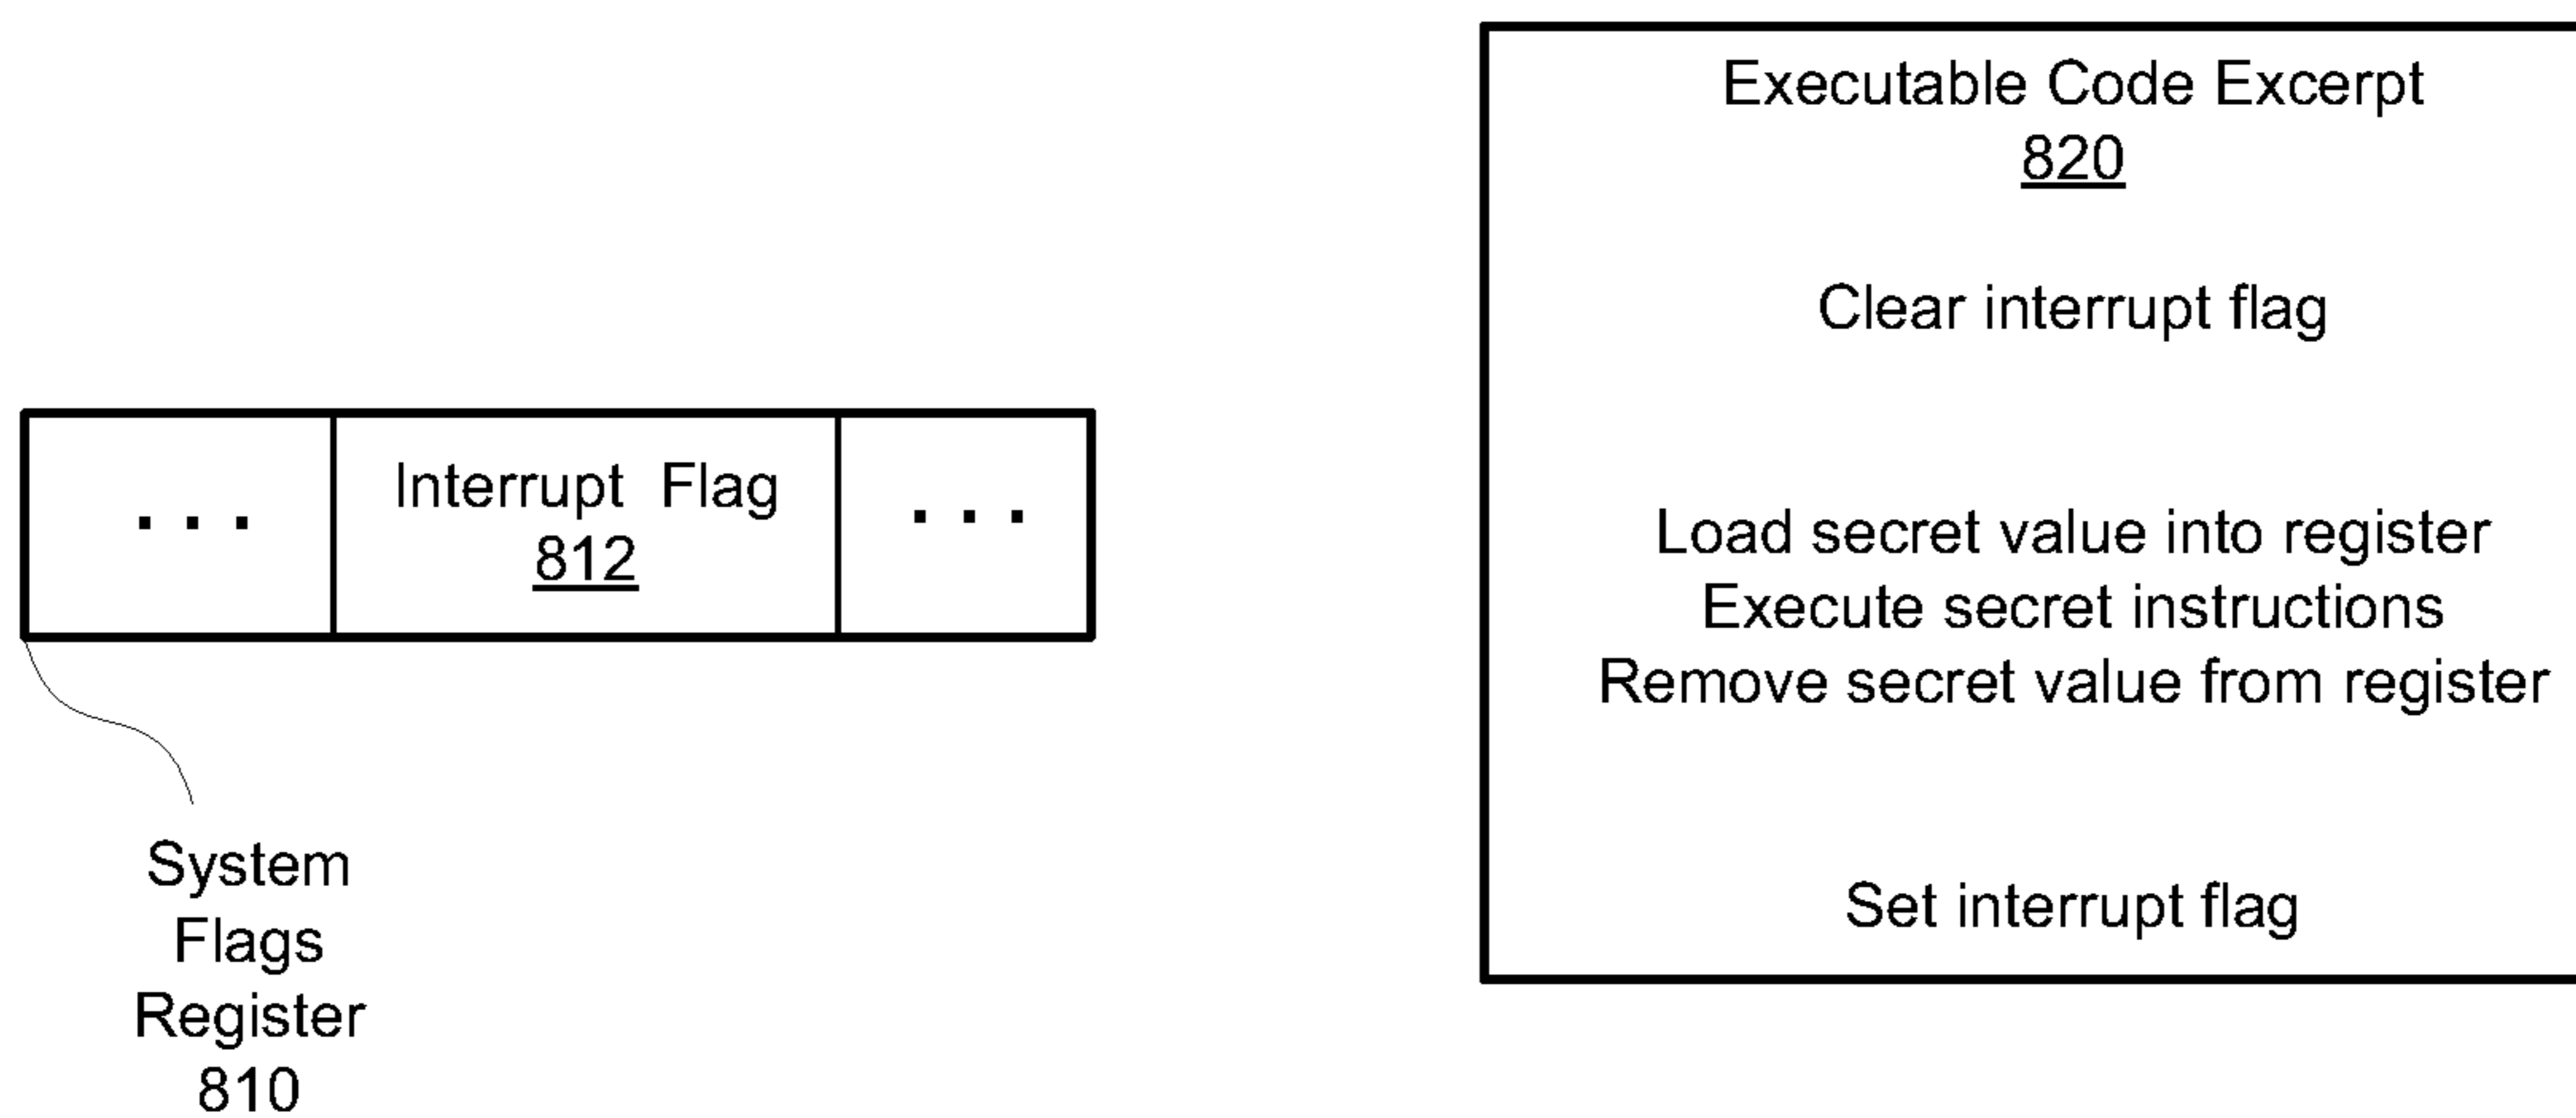 . . .
Interrupt Flag
812
. . .
System
Flags
Register
810
Executable Code Excerpt
820
Clear interrupt flag
Load secret value into register
Execute secret instructions
Remove secret value from register
Set interrupt flag